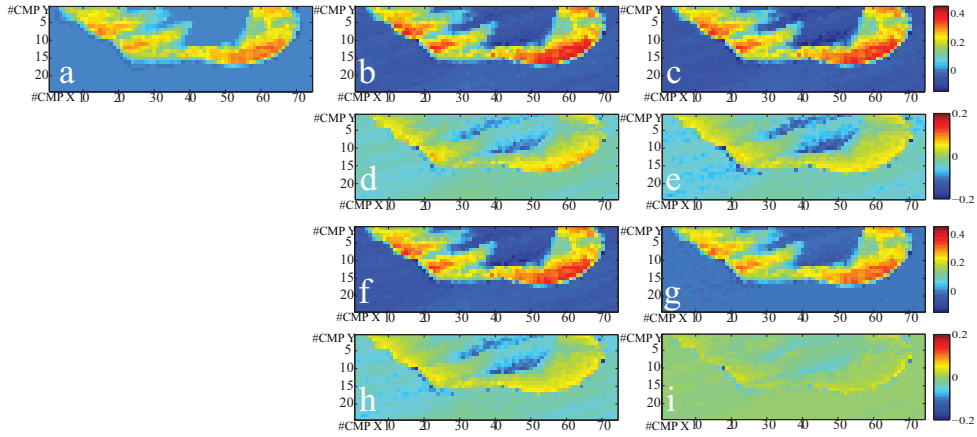 #CMP Y #CMP Y #CMP Y 0.4
5 5 5
10 10 10 0.2
15 15 15
20 a 20 b 20 c 0
#CMP X 10 20 30 40 50 60 70 #CMP X 10 20 30 40 50 60 70 #CMP X 10 20 30 40 50 60 70
#CMP Y #CMP Y 0.2
5 5
10 10 0
15 15
20 d 20 e −0.2
#CMP X 10 20 30 40 50 60 70 #CMP X 10 20 30 40 50 60 70
#CMP Y #CMP Y 0.4
5 5
10 10 0.2
15 15
20 f 20 g 0
#CMP X 10 20 30 40 50 60 70 #CMP X 10 20 30 40 50 60 70
#CMP Y #CMP Y 0.2
5 5
10 10 0
15 15
20 h 20 i −0.2
#CMP X 10 20 30 40 50 60 70 #CMP X 10 20 30 40 50 60 70